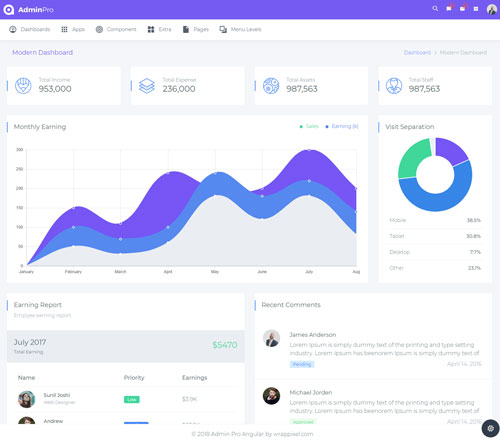 AdminPro
Dashboards
Apps
Component
Extra
Pages
Menu Levels
Modern Dashboard
Dashboard
Modern Dashboard
Total Income
953,000
Total Expense
236,000
Total Assets
987,563
Total Staff
987,563
Monthly Earning
Sales
Earning ($)
300
250
200
150
100
50
0
January
February
March
April
May
June
July
Aug
Visit Separation
Mobile 38.5%
Tablet 30.8%
Desktop 7.7%
Other 23.1%
Earning Report
Employee earning report
July 2017
Total Earning
$5470
Name Priority Earnings
Sunil Joshi
Web Designer
Low
$3.9K
Andrew
Recent Comments
James Anderson
Lorem Ipsum is simply dummy text of the printing and type setting
industry. Lorem Ipsum has beenorem Ipsum is simply dummy text of
Pending
April 14, 2016
Michael Jorden
Lorem Ipsum is simply dummy text of the printing and type setting
industry. Lorem Ipsum has beenorem Ipsum is simply dummy text of
Approved
April 14, 2016
© 2018 Admin Pro Angular by wrappixel.com